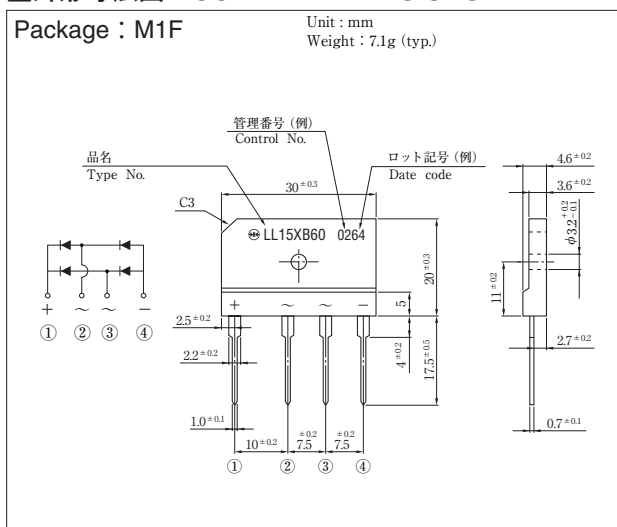 Package：M1F
Unit : mm
Weight：7.1g (typ.)
管理番号 (例)
Control No.
品名
Type No.
ロット記号 (例)
Date code
30±0.3
C3
LL15XB60 0264
+ ～ ～ −
20±0.3
5
2.5±0.2
2.2±0.2
1.0±0.1
4±0.2
17.5±0.5
10±0.2
7.5±0.2
7.5±0.2
① ② ③ ④
+ ～ ～ −
① ② ③ ④
4.6±0.2
3.6±0.2
φ3.2+0.2−0.1
11±0.2
2.7±0.2
0.7±0.1